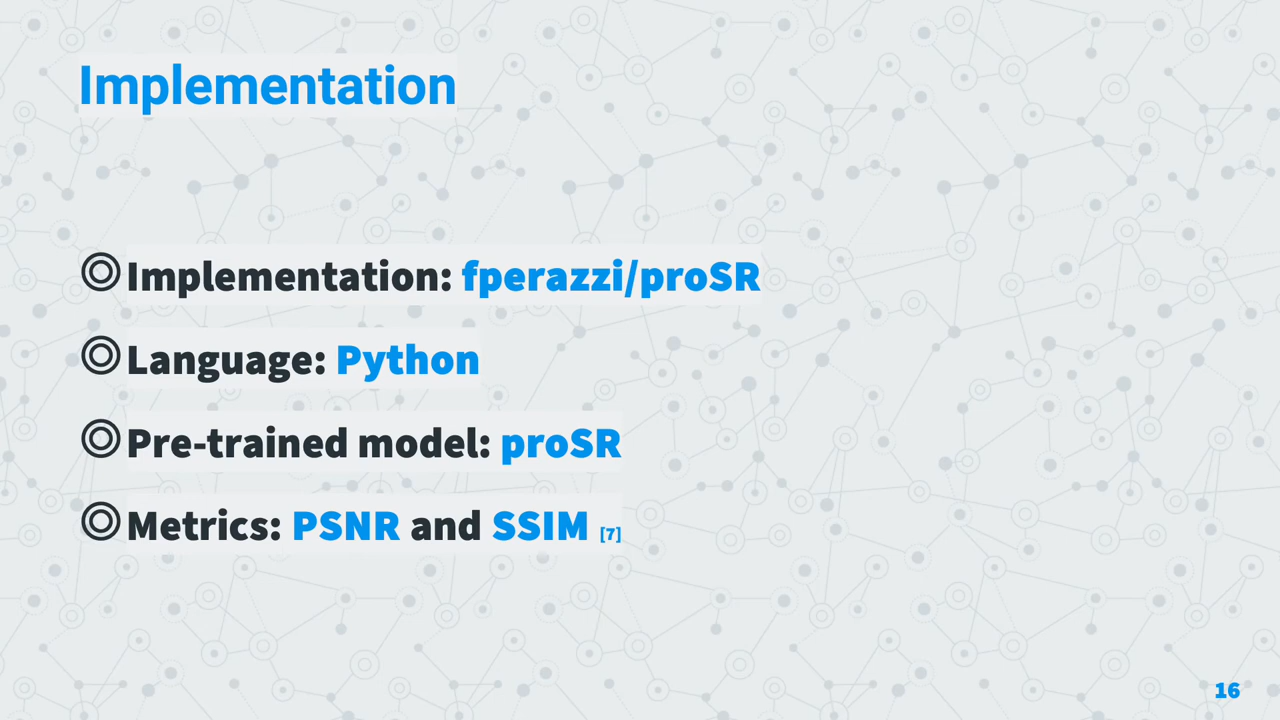 Implementation
Implementation: fperazzi/proSR
Language: Python
Pre-trained model: proSR
Metrics: PSNR and SSIM [7]
16